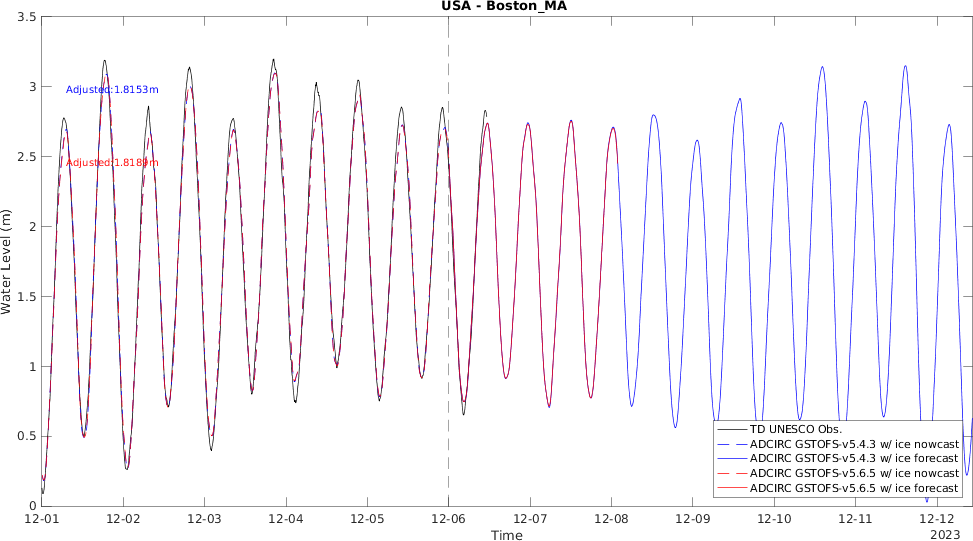 USA - Boston_MA
3.5
3
2.5
2
1.5
1
0.5
0
Water Level (m)
Adjusted:1.8153m
Adjusted:1.8189m
TD UNESCO Obs.
ADCIRC GSTOFS-v5.4.3 w/ ice nowcast
ADCIRC GSTOFS-v5.4.3 w/ ice forecast
ADCIRC GSTOFS-v5.6.5 w/ ice nowcast
ADCIRC GSTOFS-v5.6.5 w/ ice forecast
12-01 12-02 12-03 12-04 12-05 12-06 12-07 12-08 12-09 12-10 12-11 12-12
Time
2023